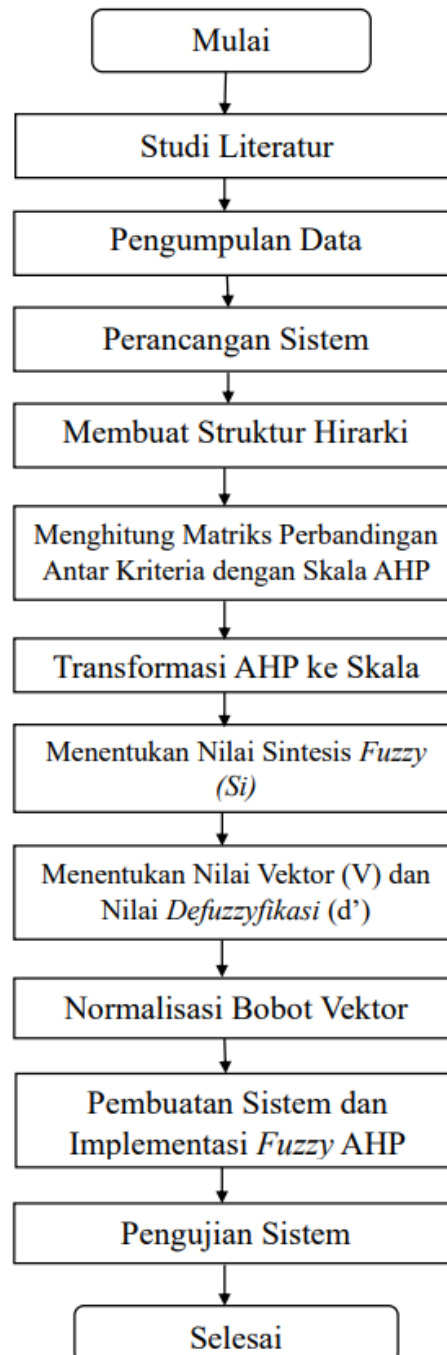 Mulai
Studi Literatur
Pengumpulan Data
Perancangan Sistem
Membuat Struktur Hirarki
Menghitung Matriks Perbandingan
Antar Kriteria dengan Skala AHP
Transformasi AHP ke Skala
Menentukan Nilai Sintesis Fuzzy
(Si)
Menentukan Nilai Vektor (V) dan
Nilai Defuzzyfikasi (d’)
Normalisasi Bobot Vektor
Pembuatan Sistem dan
Implementasi Fuzzy AHP
Pengujian Sistem
Selesai